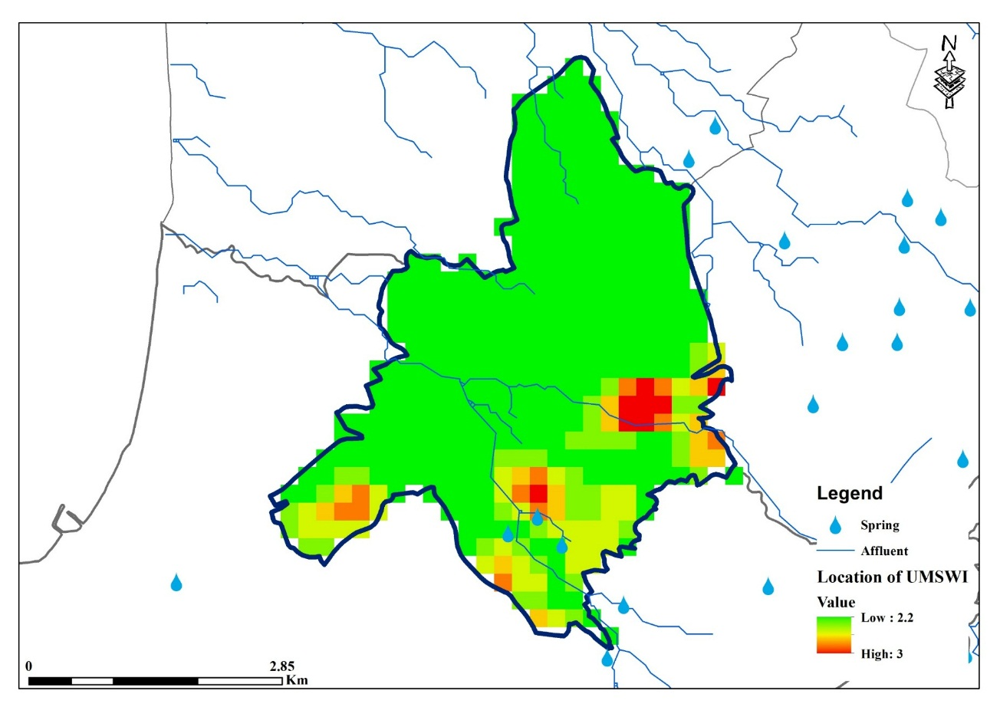 N
Legend
Spring
Affluent
Location of UMSWI
Value
Low : 2.2
High: 3
0 2.85
Km